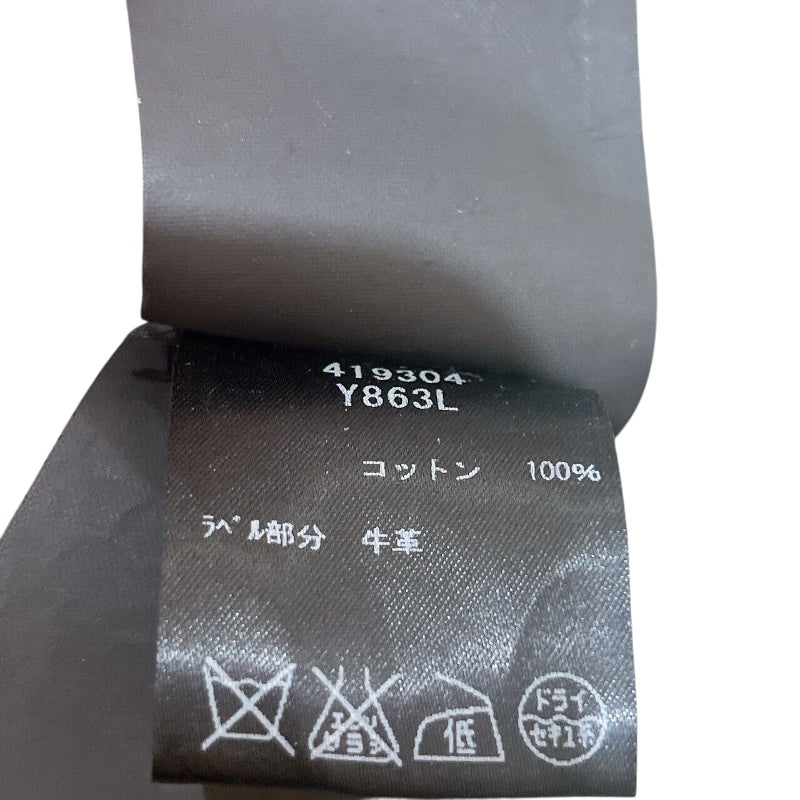 419304
Y863L
コットン 100%
ラベル部分 牛革
エンソ
サラシ
低
ドライ
セキユ系